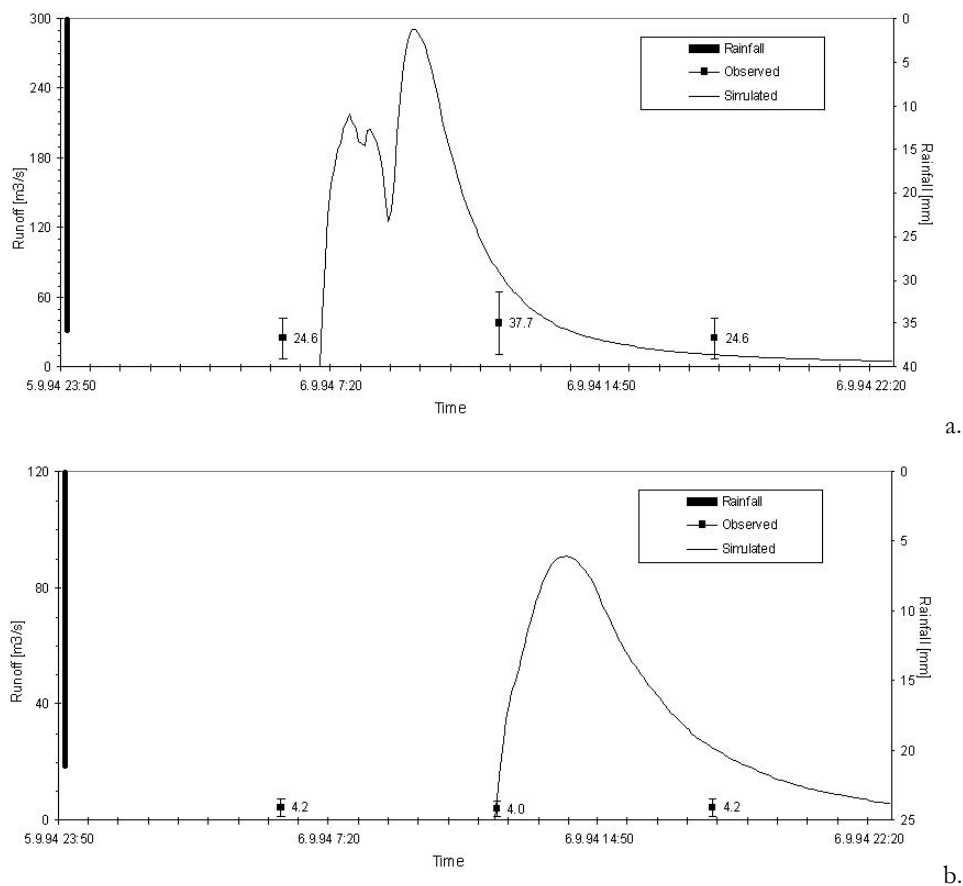 300
240
180
120
60
0
Runoff [m3/s]
0
5
10
15
20
25
30
35
40
Rainfall [mm]
Rainfall
Observed
Simulated
24.6
37.7
24.6
5.9.94 23:50
6.9.94 7:20
6.9.94 14:50
6.9.94 22:20
Time
a.
120
80
40
0
Runoff [m3/s]
0
5
10
15
20
25
Rainfall [mm]
Rainfall
Observed
Simulated
4.2
4.0
4.2
5.9.94 23:50
6.9.94 7:20
6.9.94 14:50
6.9.94 22:20
Time
b.